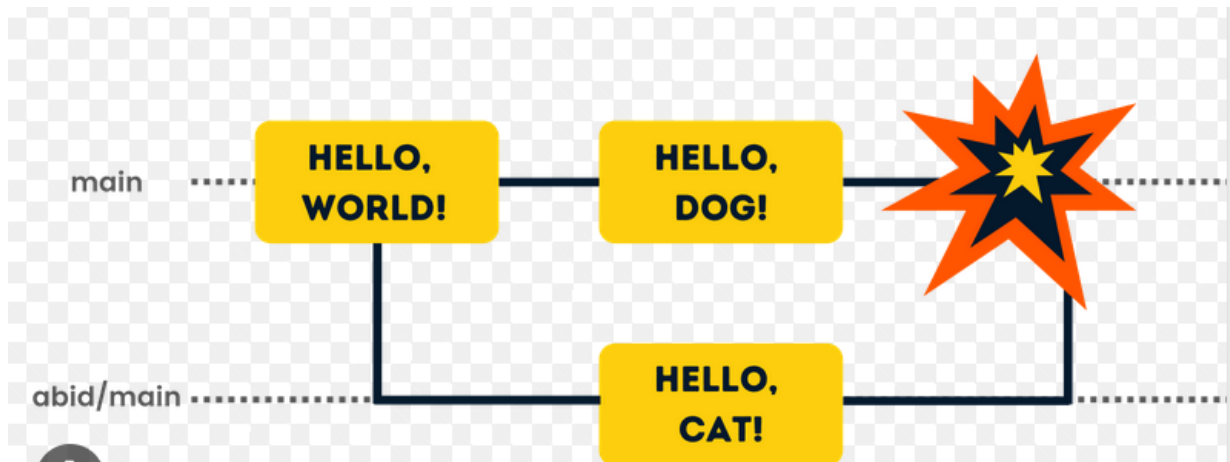 main
HELLO,
WORLD!
HELLO,
DOG!
abid/main
HELLO,
CAT!